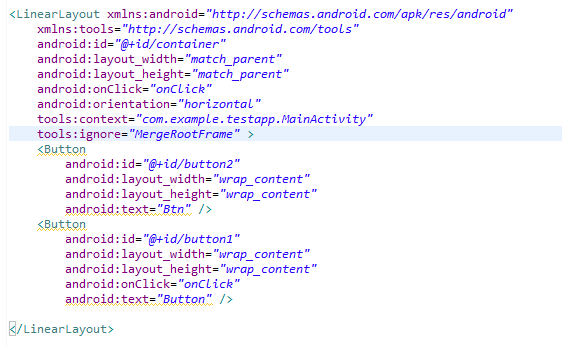 <LinearLayout xmlns:android="http://schemas.android.com/apk/res/android"
    xmlns:tools="http://schemas.android.com/tools"
    android:id="@+id/container"
    android:layout_width="match_parent"
    android:layout_height="match_parent"
    android:onClick="onClick"
    android:orientation="horizontal"
    tools:context="com.example.testapp.MainActivity"
    tools:ignore="MergeRootFrame" >
    <Button
        android:id="@+id/button2"
        android:layout_width="wrap_content"
        android:layout_height="wrap_content"
        android:text="Btn" />
    <Button
        android:id="@+id/button1"
        android:layout_width="wrap_content"
        android:layout_height="wrap_content"
        android:onClick="onClick"
        android:text="Button" />

</LinearLayout>